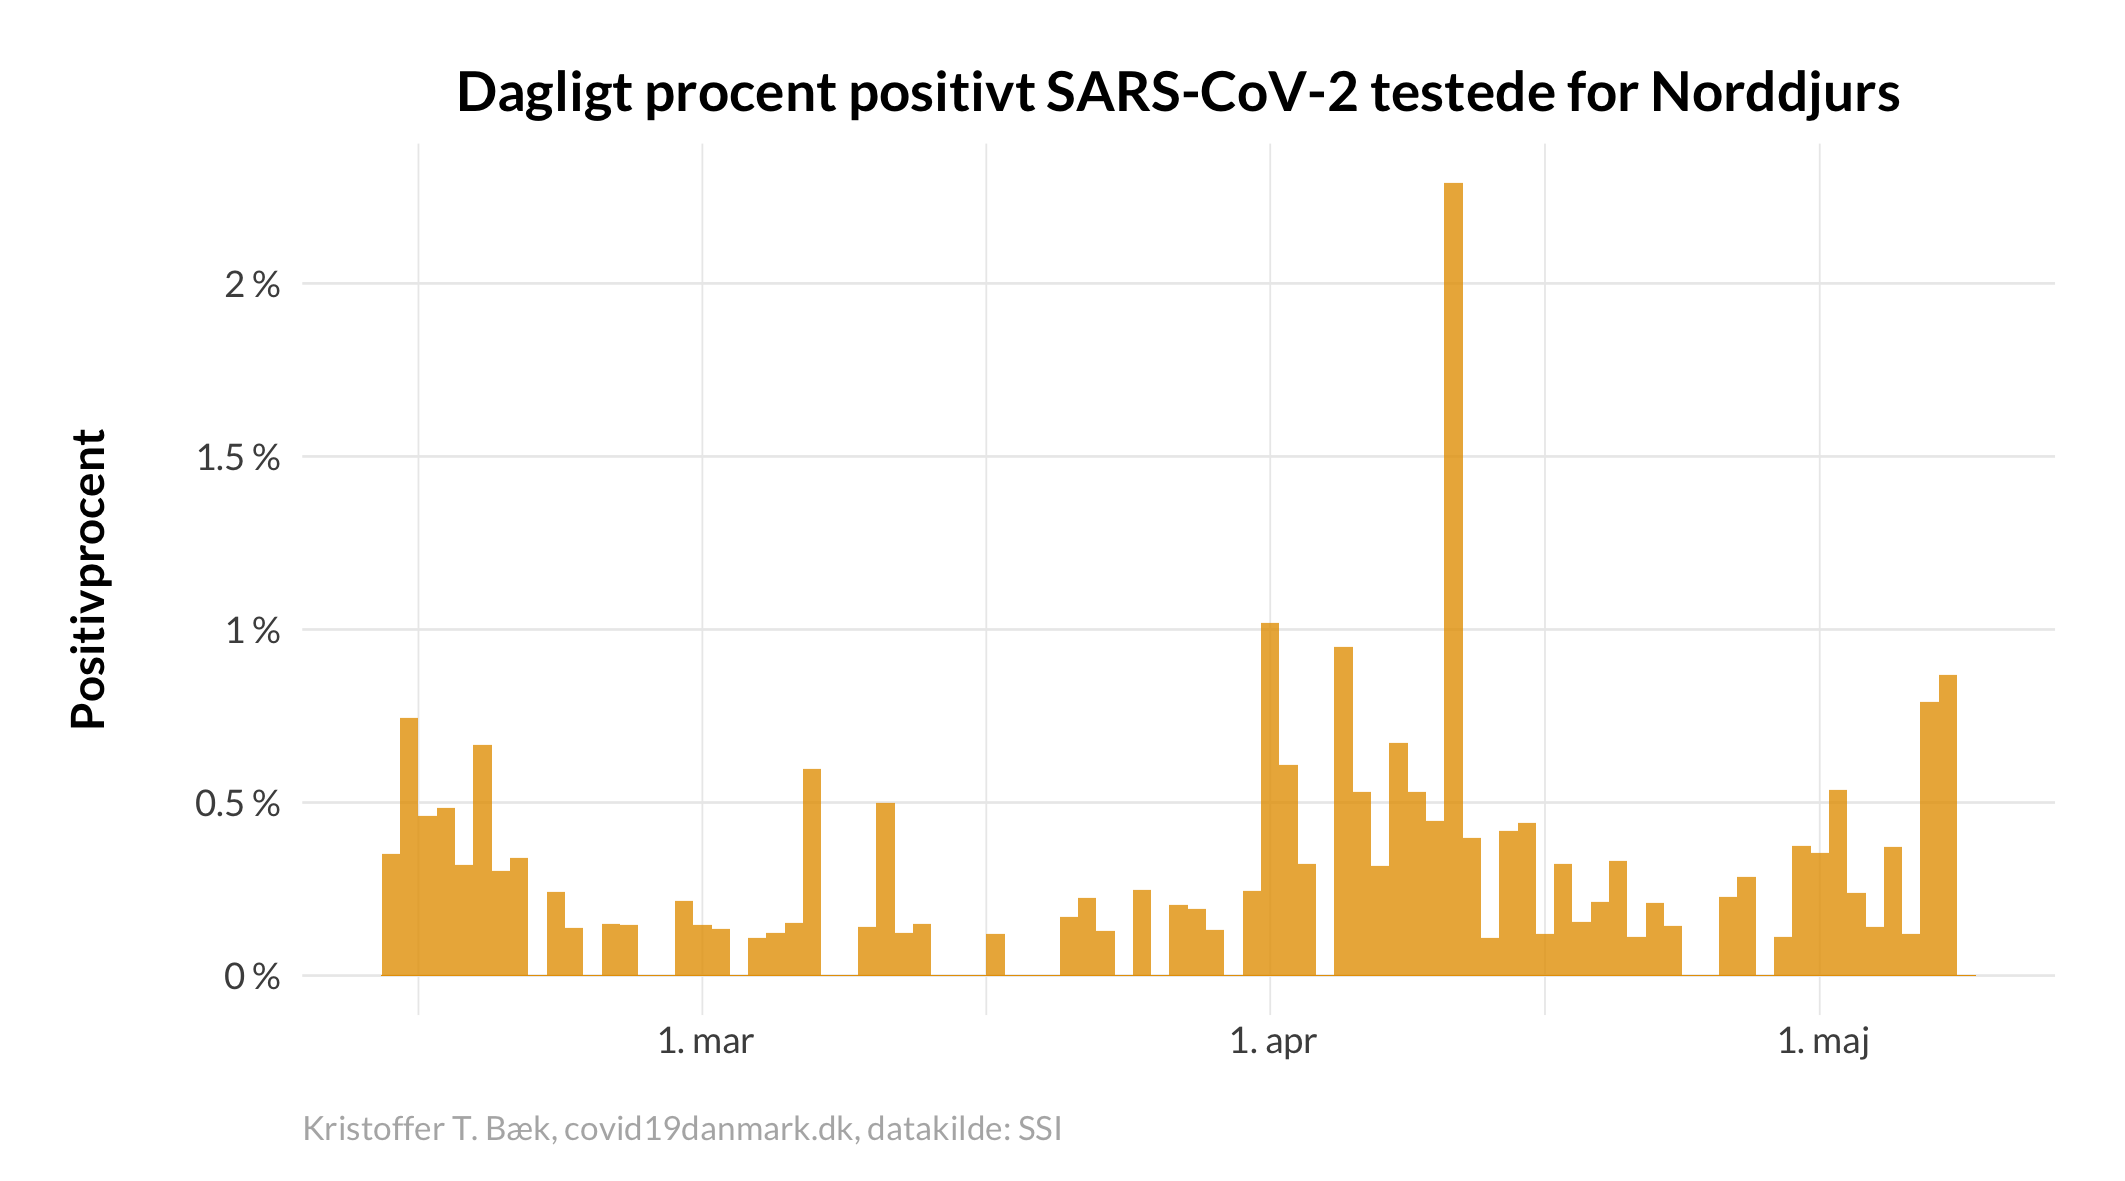 Dagligt procent positivt SARS-CoV-2 testede for Norddjurs
Positivprocent
2 %
1.5 %
1 %
0.5 %
0 %
1. mar
1. apr
1. maj
Kristoffer T. Bæk, covid19danmark.dk, datakilde: SSI